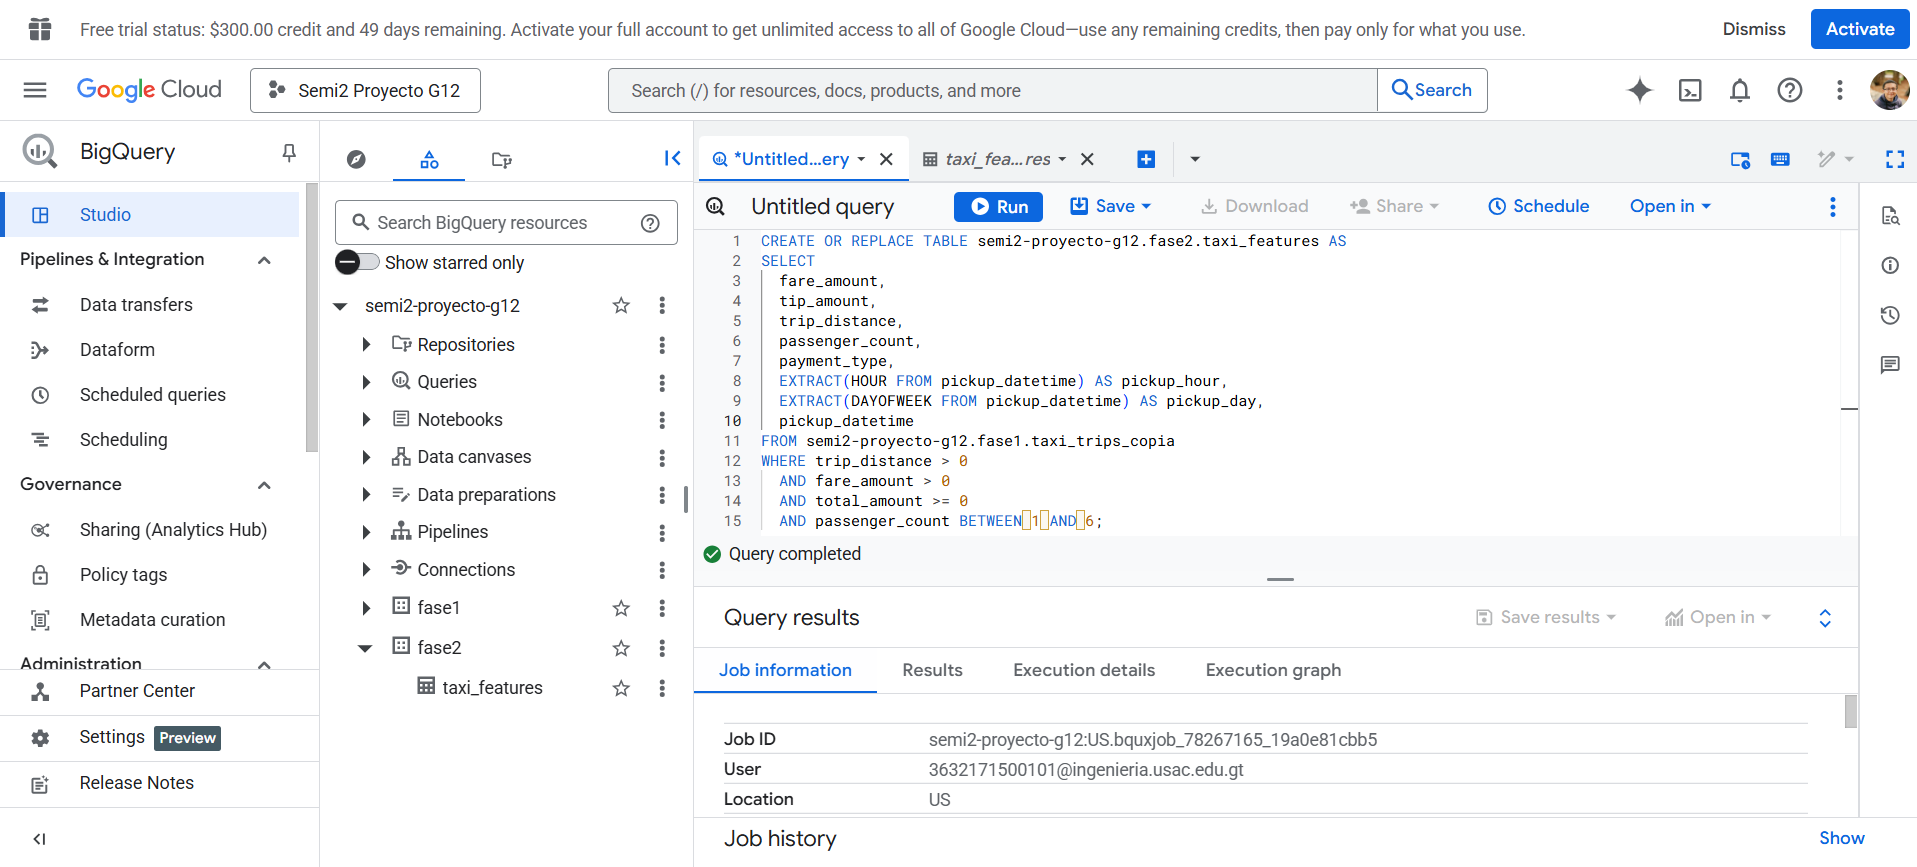 Free trial status: $300.00 credit and 49 days remaining. Activate your full account to get unlimited access to all of Google Cloud—use any remaining credits, then pay only for what you use.
Dismiss
Activate
Google Cloud
Semi2 Proyecto G12
Search (/) for resources, docs, products, and more
Search
BigQuery
Studio
Pipelines & Integration
Data transfers
Dataform
Scheduled queries
Scheduling
Governance
Sharing (Analytics Hub)
Policy tags
Metadata curation
Administration
Partner Center
Settings Preview
Release Notes
Search BigQuery resources
Show starred only
semi2-proyecto-g12
Repositories
Queries
Notebooks
Data canvases
Data preparations
Pipelines
Connections
fase1
fase2
taxi_features
*Untitled...ery
taxi_fea...res
Untitled query
Run
Save
Download
Share
Schedule
Open in
1 CREATE OR REPLACE TABLE semi2-proyecto-g12.fase2.taxi_features AS
2 SELECT
3 fare_amount,
4 tip_amount,
5 trip_distance,
6 passenger_count,
7 payment_type,
8 EXTRACT(HOUR FROM pickup_datetime) AS pickup_hour,
9 EXTRACT(DAYOFWEEK FROM pickup_datetime) AS pickup_day,
10 pickup_datetime
11 FROM semi2-proyecto-g12.fase1.taxi_trips_copia
12 WHERE trip_distance > 0
13 AND fare_amount > 0
14 AND total_amount >= 0
15 AND passenger_count BETWEEN 1 AND 6;
Query completed
Query results
Save results
Open in
Job information
Results
Execution details
Execution graph
Job ID semi2-proyecto-g12:US.bquxjob_78267165_19a0e81cbb5
User 3632171500101@ingenieria.usac.edu.gt
Location US
Job history
Show